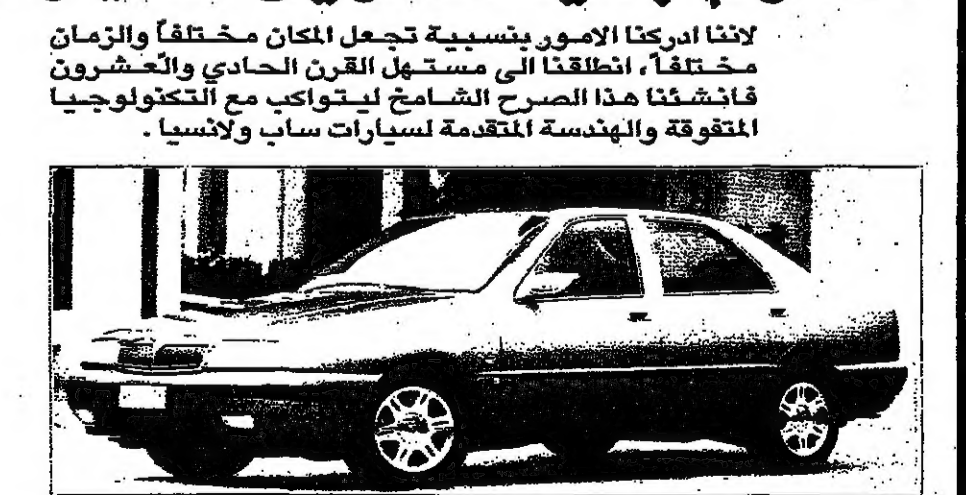 لاننا ادركنا الامور بنسبية تجعل المكان مختلفاً والزمان
مختلفاً، انطلقنا الى مستهل القرن الحادي والعشرون
فانشئنا هذا الصرح الشامخ ليتواكب مع التكنولوجيا
المتفوقة والهندسة المتقدمة لسيارات ساب ولانسيا .